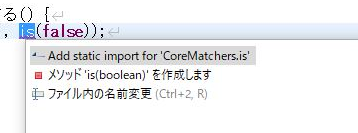 する() {
, is(false));
Add static import for 'CoreMatchers.is'
メソッド 'is(boolean)' を作成します
ファイル内の名前変更 (Ctrl+2, R)